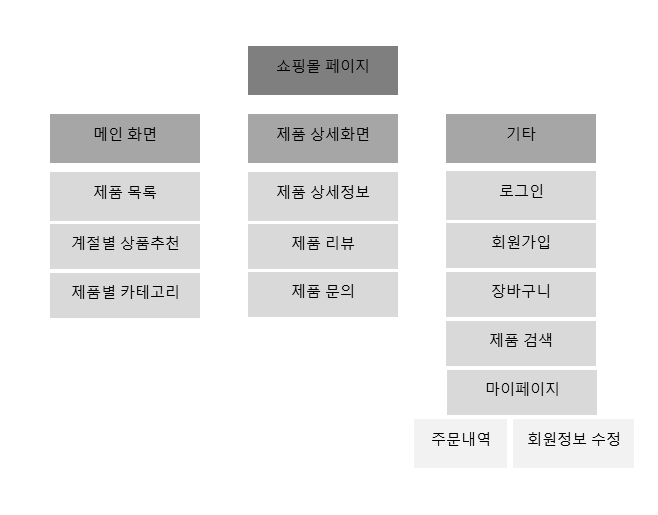 쇼핑몰 페이지
메인 화면
제품 상세화면
기타
제품 목록
제품 상세정보
로그인
계절별 상품추천
제품 리뷰
회원가입
제품별 카테고리
제품 문의
장바구니
제품 검색
마이페이지
주문내역
회원정보 수정